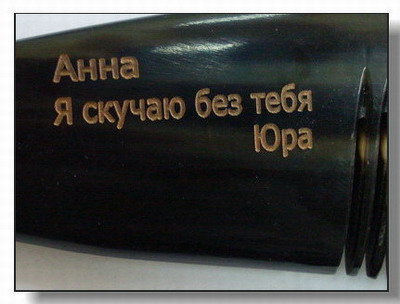 Анна
Я скучаю без тебя
Юра